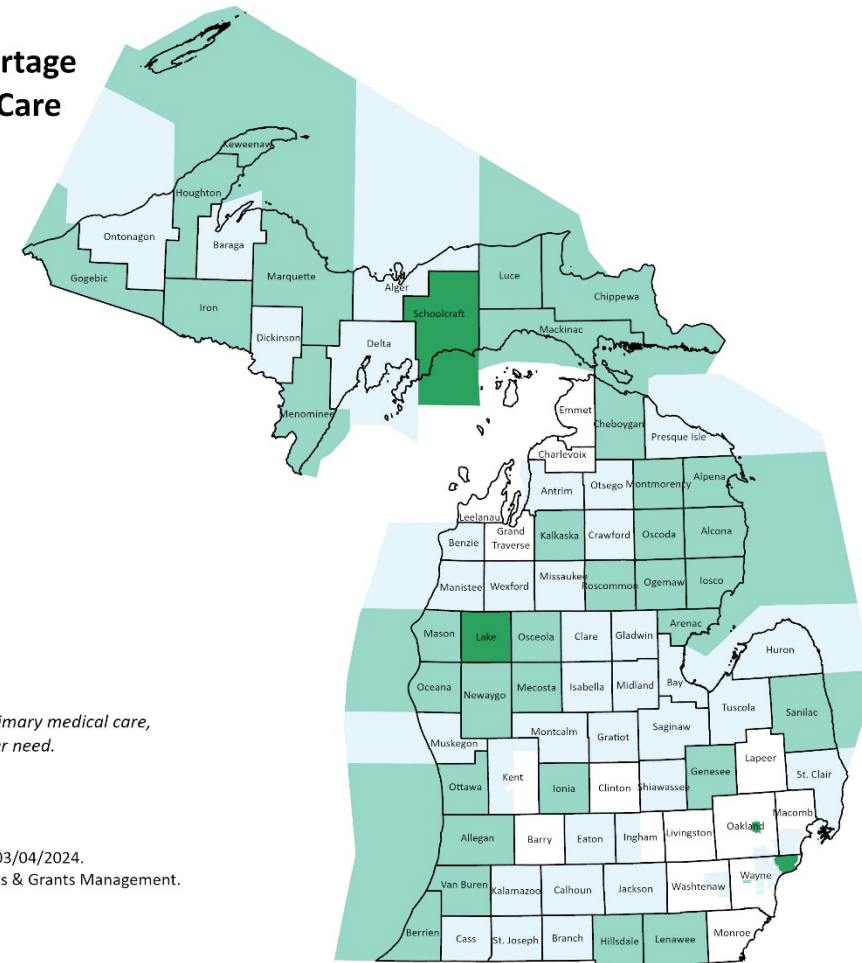 rtage
Care
Keweenaw
Houghton
Ontonagon
Baraga
Gogebic
Marquette
Iron
Alger
Luce
Chippewa
Schoolcraft
Mackinac
Dickinson
Delta
Menominee
Emmet
Cheboygan
Presque Isle
Charlevoix
Antrim
Otsego
Montmorency
Alpena
Leelanau
Grand
Traverse
Benzie
Kalkaska
Crawford
Oscoda
Alcona
Manistee
Wexford
Missaukee
Roscommon
Ogemaw
Iosco
Arenac
Mason
Lake
Osceola
Clare
Gladwin
Huron
Oceana
Newaygo
Mecosta
Isabella
Midland
Bay
Tuscola
Sanilac
imary medical care,
er need.
Muskegon
Montcalm
Gratiot
Saginaw
Lapeer
Kent
Genesee
St. Clair
Ottawa
Ionia
Clinton
Shiawassee
Macomb
Oakland
03/04/2024.
s & Grants Management.
Allegan
Barry
Eaton
Ingham
Livingston
Van Buren
Kalamazoo
Calhoun
Jackson
Washtenaw
Wayne
Berrien
Cass
St. Joseph
Branch
Hillsdale
Lenawee
Monroe